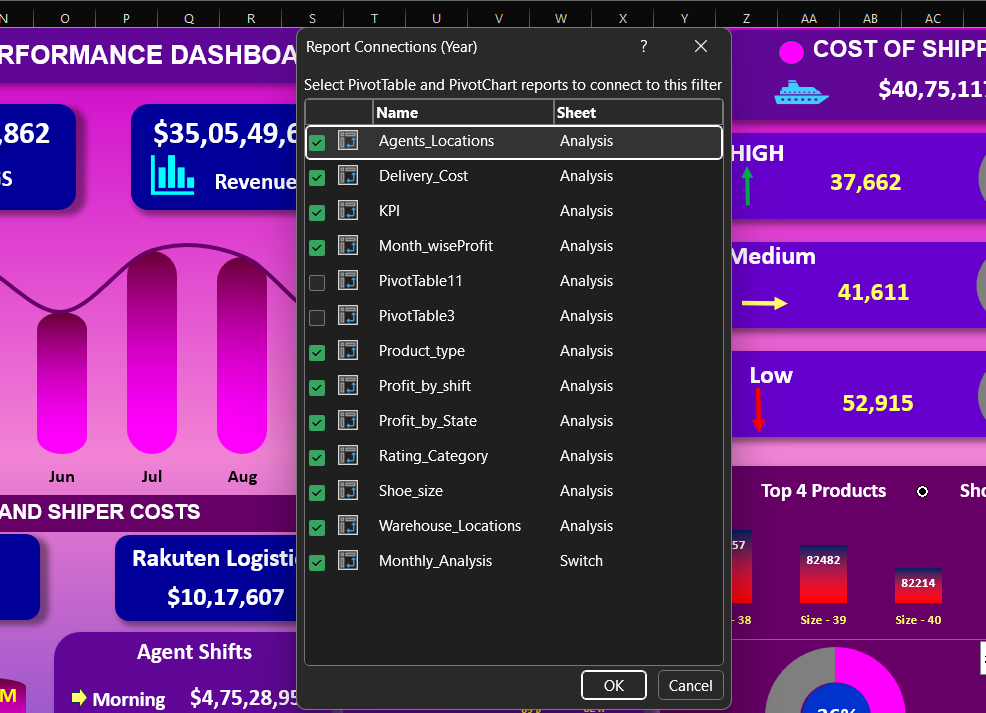 N O P Q R S T U V W X Y Z AA AB AC
RFORMANCE DASHBOA
,862
$35,05,49,6
Revenue
Report Connections (Year) ?
Select PivotTable and PivotChart reports to connect to this filter
Name Sheet
Agents_Locations Analysis
Delivery_Cost Analysis
KPI Analysis
Month_wiseProfit Analysis
PivotTable11 Analysis
PivotTable3 Analysis
Product_type Analysis
Profit_by_shift Analysis
Profit_by_State Analysis
Rating_Category Analysis
Shoe_size Analysis
Warehouse_Locations Analysis
Monthly_Analysis Switch
OK Cancel
COST OF SHIPP
$40,75,117
HIGH
37,662
Medium
41,611
Low
52,915
Jun Jul Aug
AND SHIPER COSTS
Rakuten Logisti
$10,17,607
Agent Shifts
M
Morning $4,75,28,95
Top 4 Products Sho
57 82482 82214
- 38 Size - 39 Size - 40
36%